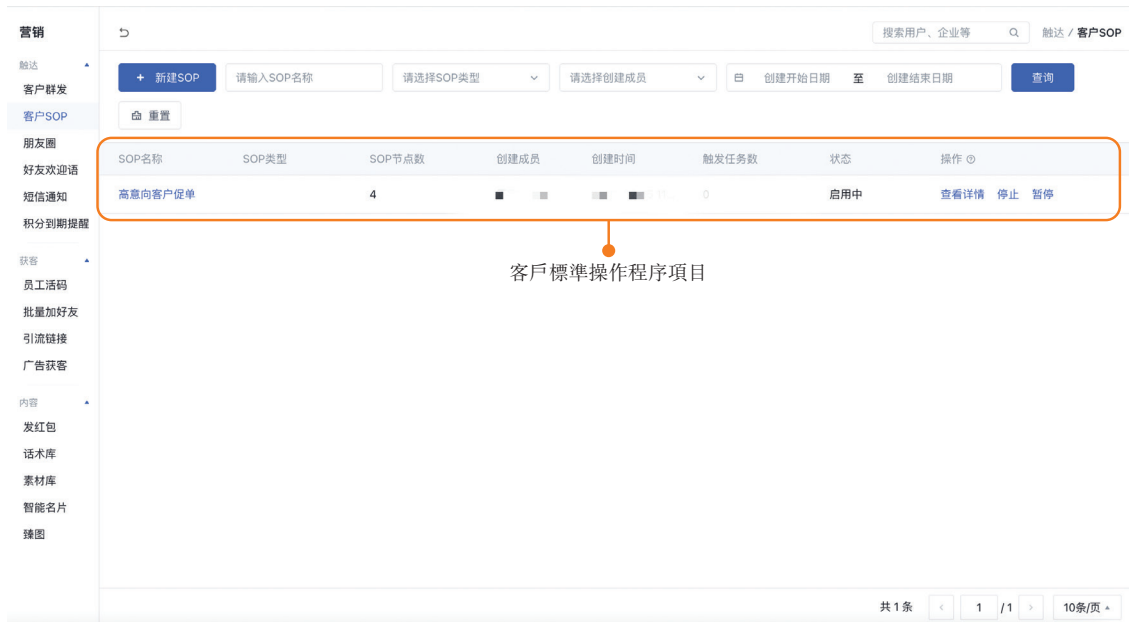 营销
搜索用户、企业等
触达 / 客户SOP
触达
客户群发
客户SOP
朋友圈
好友欢迎语
短信通知
积分到期提醒
获客
员工活码
批量加好友
引流链接
广告获客
内容
发红包
话术库
素材库
智能名片
臻图
+ 新建SOP 请输入SOP名称 请选择SOP类型 请选择创建成员 创建开始日期 至 创建结束日期 查询
重置
SOP名称 SOP类型 SOP节点数 创建成员 创建时间 触发任务数 状态 操作
高意向客户促单 4 0 启用中 查看详情 停止 暂停
客戶標準操作程序項目
共 1 条 < 1 / 1 > 10条/页